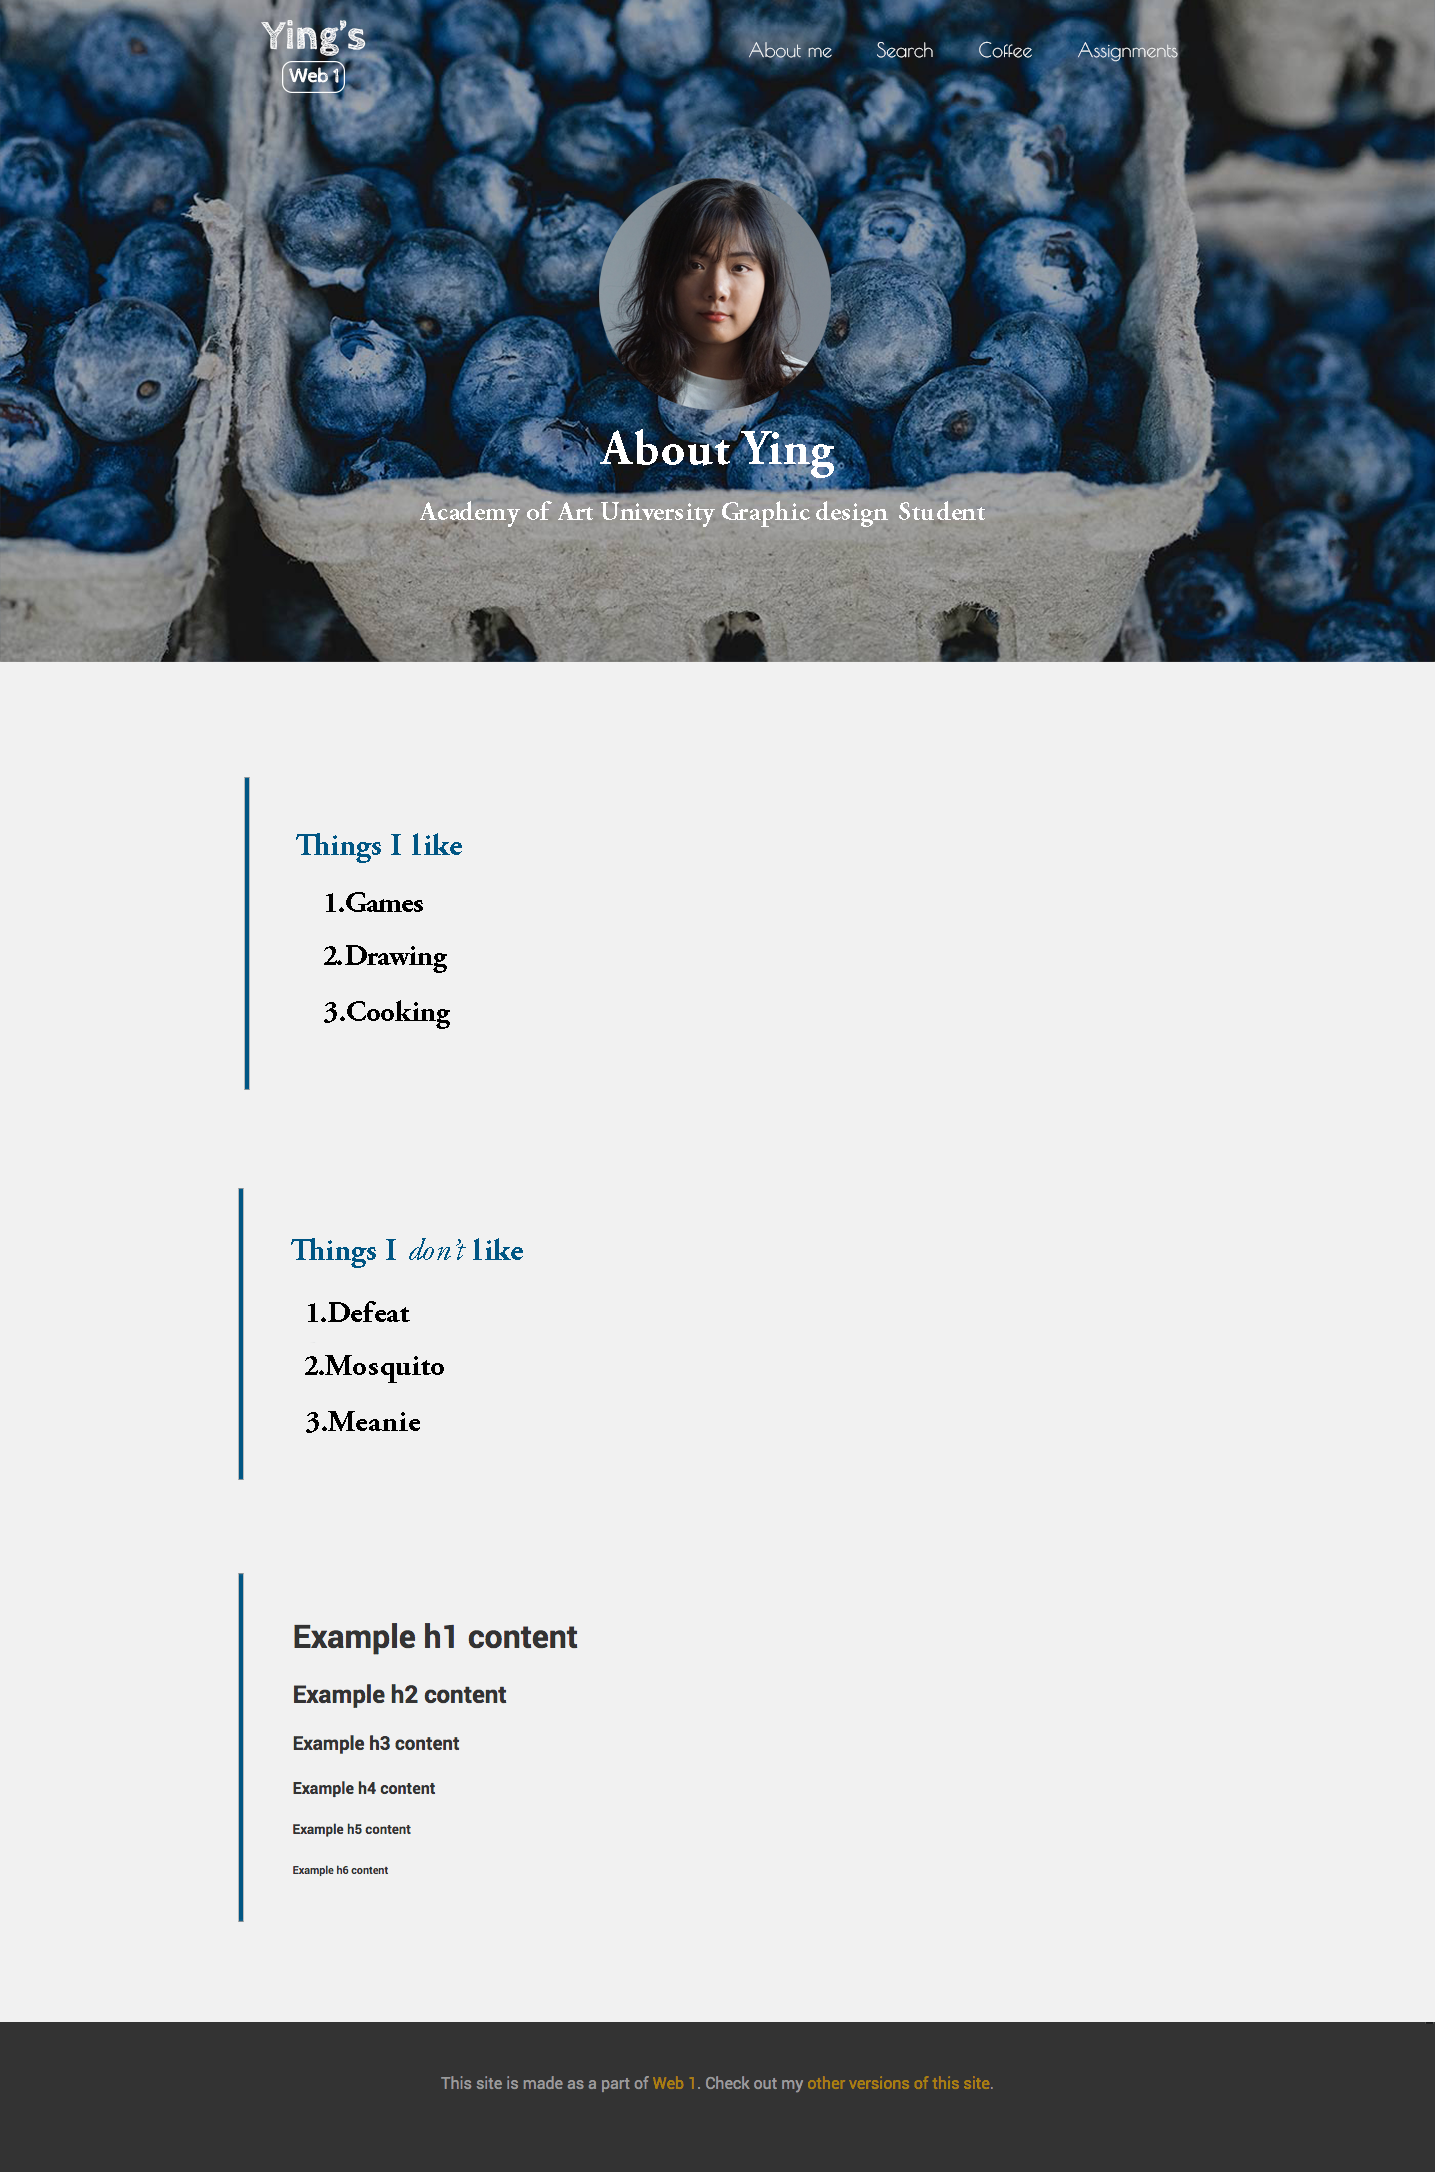 Ying's
Web 1
About me Search Coffee Assignments
About Ying
Academy of Art University Graphic design Student
Things I like
1.Games
2.Drawing
3.Cooking
Things I don't like
1.Defeat
2.Mosquito
3.Meanie
Example h1 content
Example h2 content
Example h3 content
Example h4 content
Example h5 content
Example h6 content
This site is made as a part of Web 1. Check out my other versions of this site.